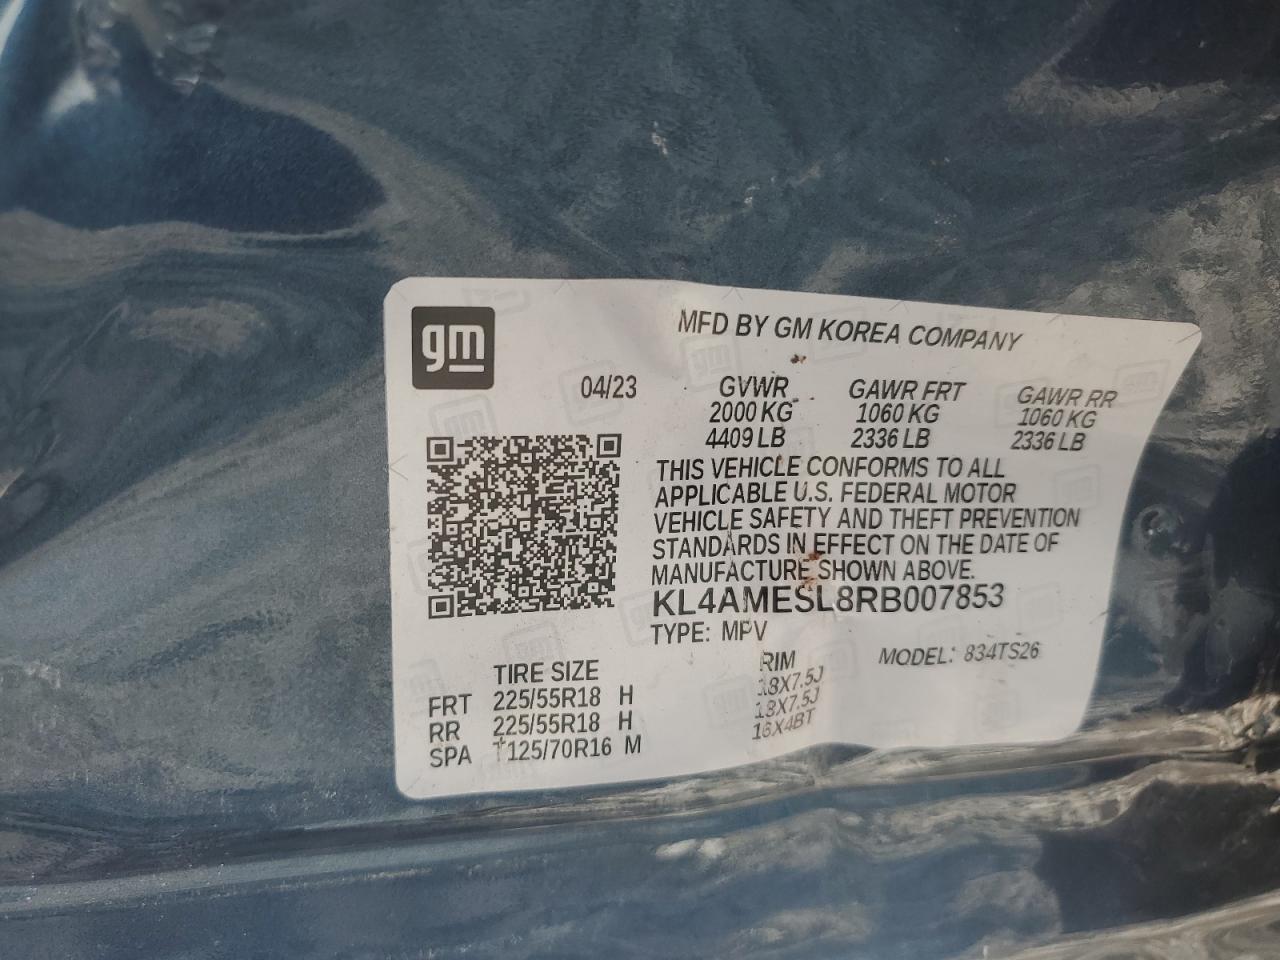 gm
MFD BY GM KOREA COMPANY
04/23 GVWR GAWR FRT GAWR RR
2000 KG 1060 KG 1060 KG
4409 LB 2336 LB 2336 LB
THIS VEHICLE CONFORMS TO ALL
APPLICABLE U.S. FEDERAL MOTOR
VEHICLE SAFETY AND THEFT PREVENTION
STANDARDS IN EFFECT ON THE DATE OF
MANUFACTURE SHOWN ABOVE.
KL4AMESL8RB007853
TYPE: MPV MODEL: 834TS26
TIRE SIZE RIM
FRT 225/55R18 H 18X7.5J
RR 225/55R18 H 18X7.5J
SPA T125/70R16 M 16X4BT